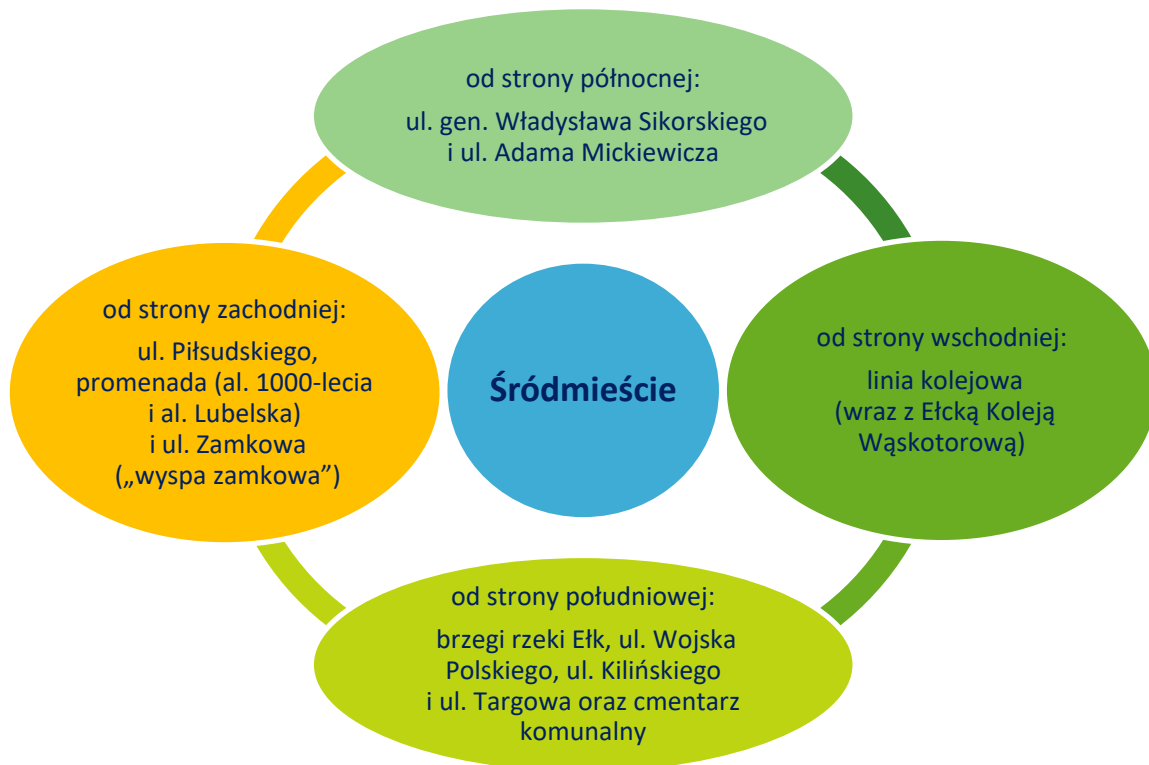 od strony północnej:
ul. gen. Władysława Sikorskiego
i ul. Adama Mickiewicza
od strony zachodniej:
ul. Piłsudskiego,
promenada (al. 1000-lecia
i al. Lubelska)
i ul. Zamkowa
(„wyspa zamkowa”)
Śródmieście
od strony wschodniej:
linia kolejowa
(wraz z Ełcką Koleją
Wąskotorową)
od strony południowej:
brzegi rzeki Ełk, ul. Wojska
Polskiego, ul. Kilińskiego
i ul. Targowa oraz cmentarz
komunalny